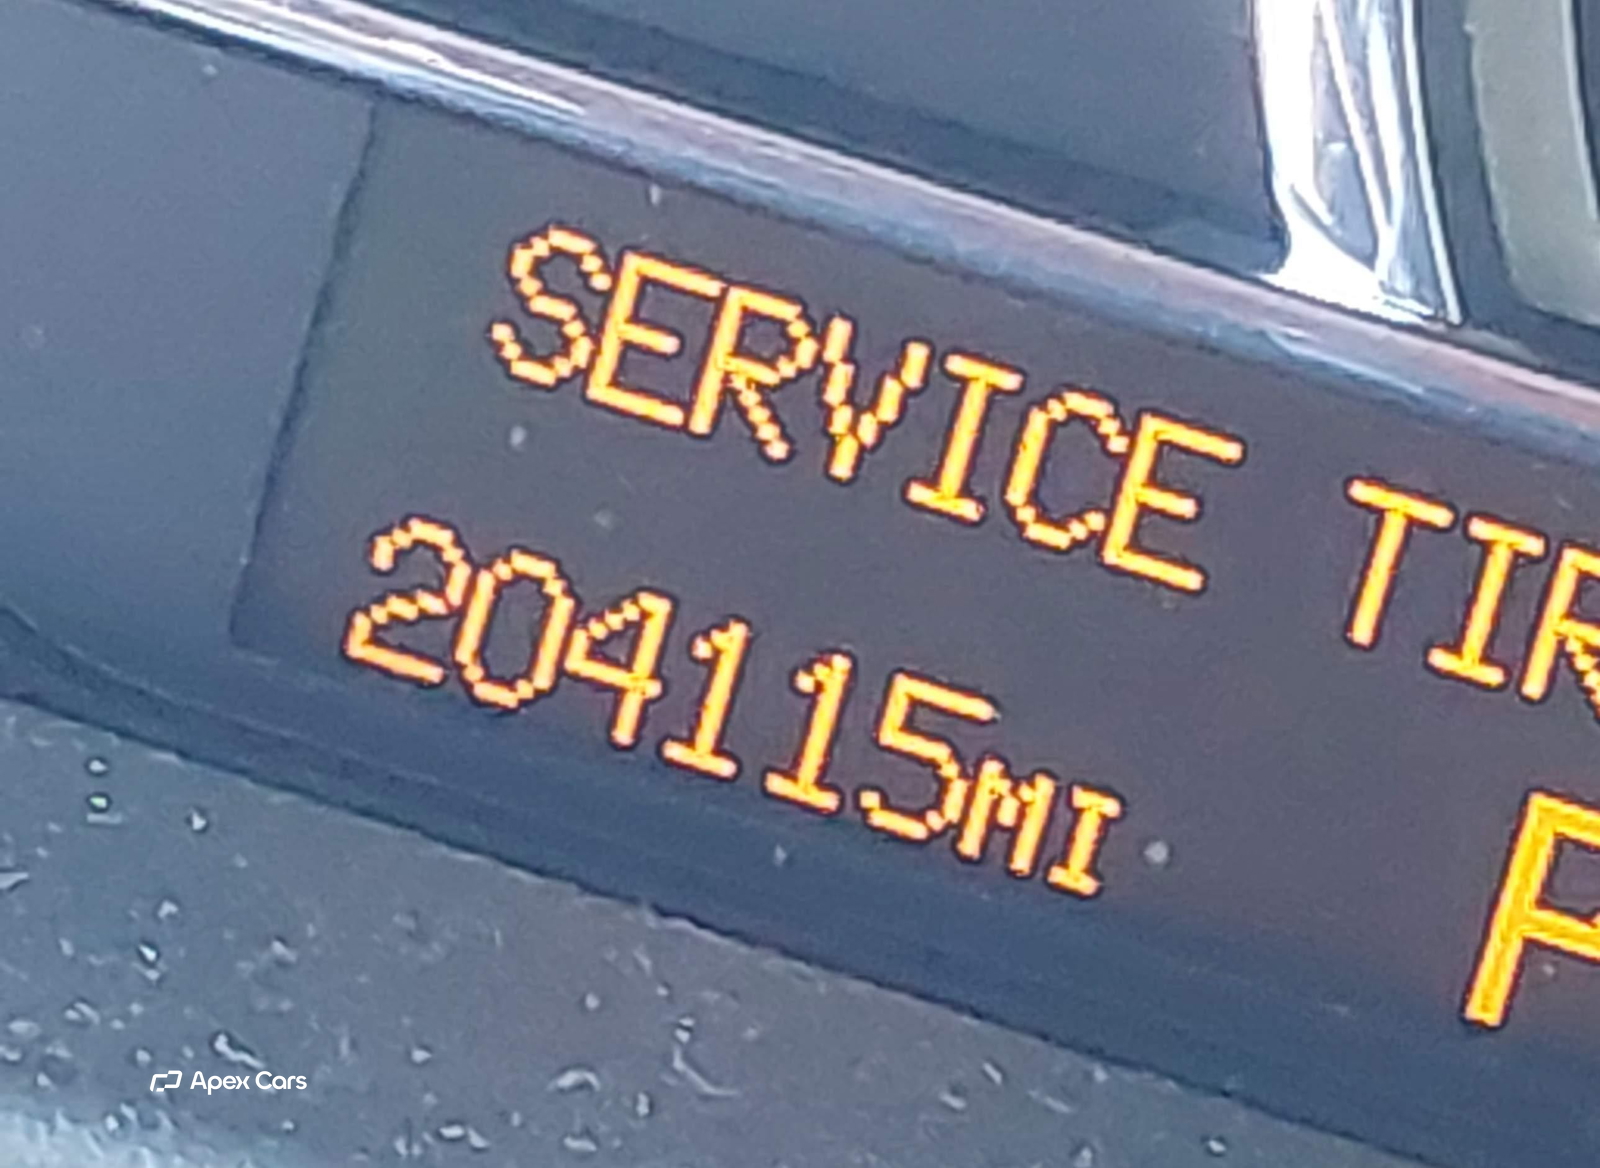 SERVICE TIR
204115MI
P
Apex Cars